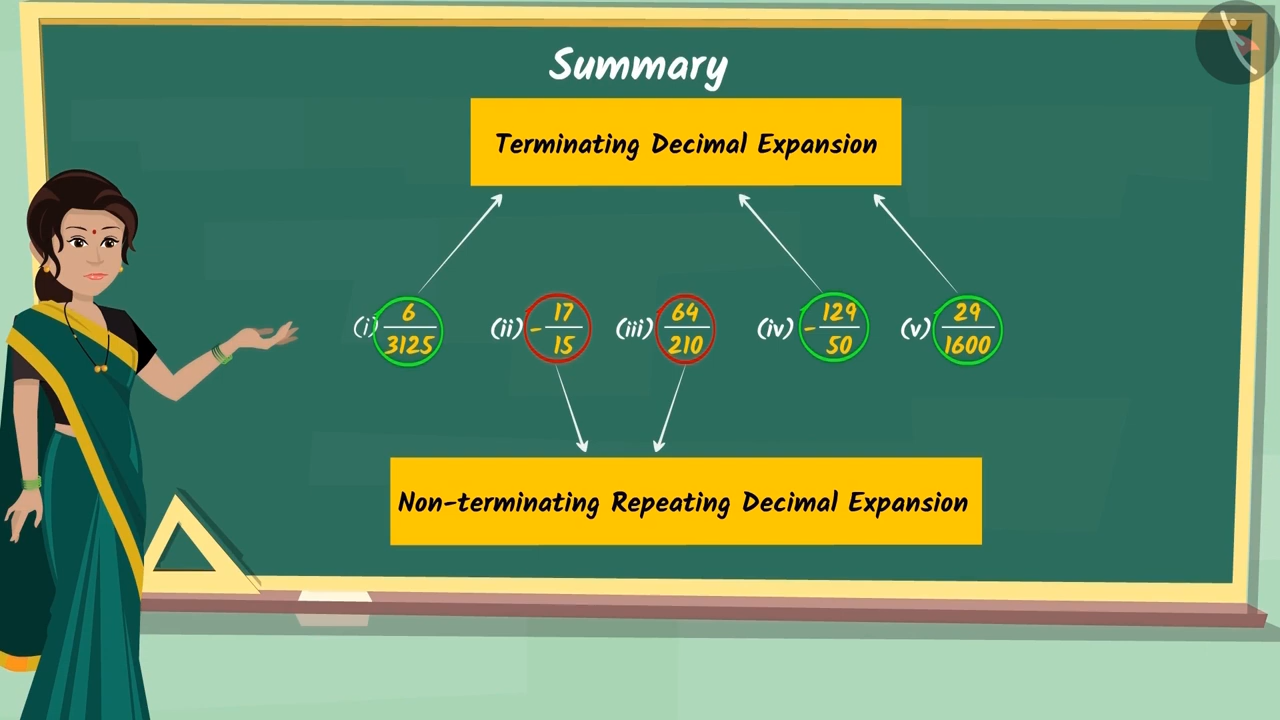 Summary
Terminating Decimal Expansion
(i) 6/3125 (ii) -17/15 (iii) 64/210 (iv) -129/50 (v) 29/1600
Non-terminating Repeating Decimal Expansion